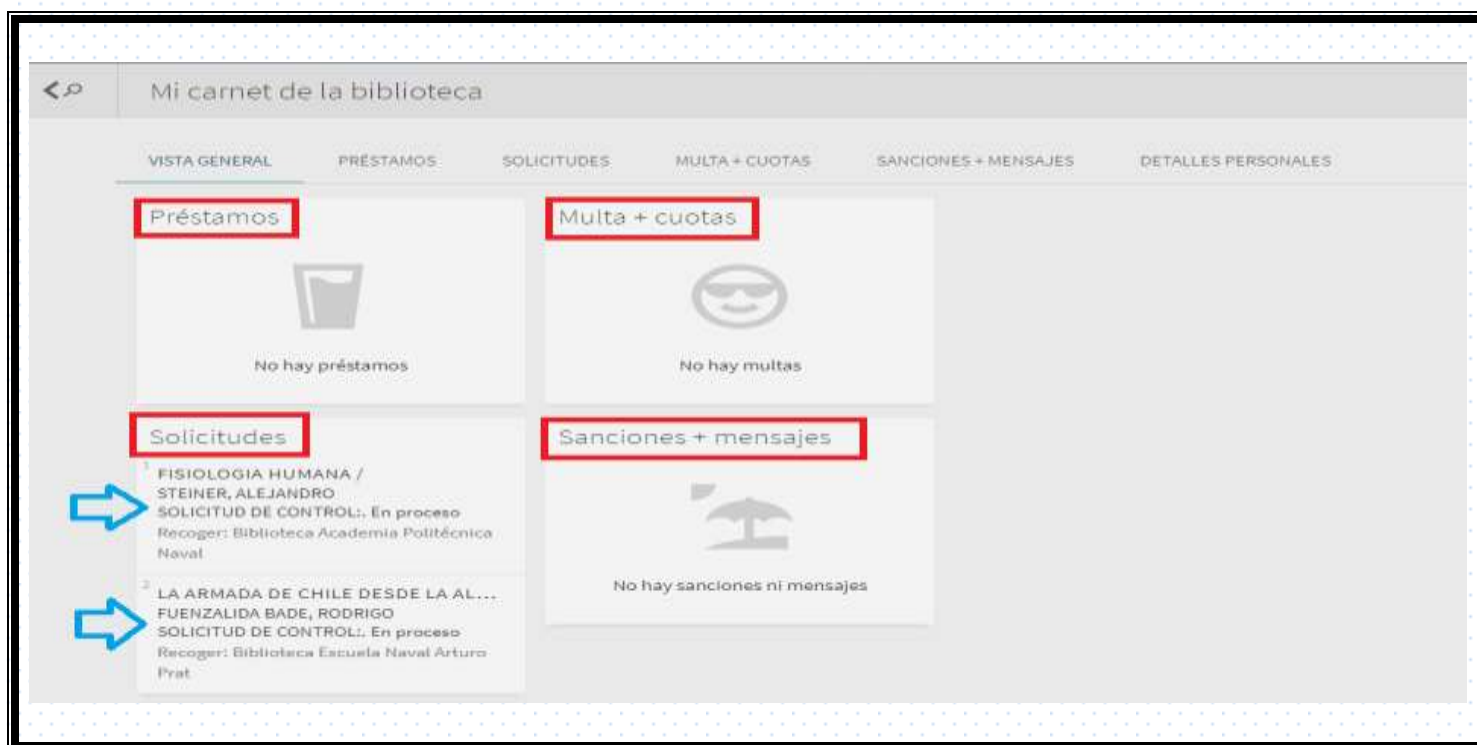 Mi carnet de la biblioteca
VISTA GENERAL PRÉSTAMOS SOLICITUDES MULTA + CUOTAS SANCIONES + MENSAJES DETALLES PERSONALES
Préstamos
No hay préstamos
Multa + cuotas
No hay multas
Solicitudes
1 FISIOLOGIA HUMANA /
STEINER, ALEJANDRO
SOLICITUD DE CONTROL:. En proceso
Recoger: Biblioteca Academia Politécnica
Naval
2 LA ARMADA DE CHILE DESDE LA AL...
FUENZALIDA BADE, RODRIGO
SOLICITUD DE CONTROL:. En proceso
Recoger: Biblioteca Escuela Naval Arturo
Prat
Sanciones + mensajes
No hay sanciones ni mensajes